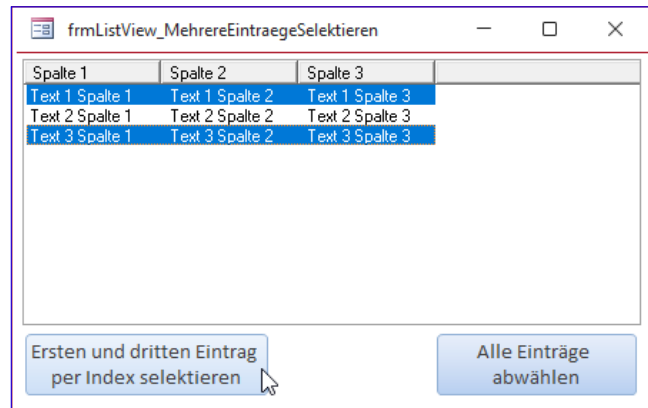 frmListView_MehrereEintraegeSelektieren
Spalte 1 Spalte 2 Spalte 3
Text 1 Spalte 1 Text 1 Spalte 2 Text 1 Spalte 3
Text 2 Spalte 1 Text 2 Spalte 2 Text 2 Spalte 3
Text 3 Spalte 1 Text 3 Spalte 2 Text 3 Spalte 3
Ersten und dritten Eintrag
per Index selektieren
Alle Einträge
abwählen